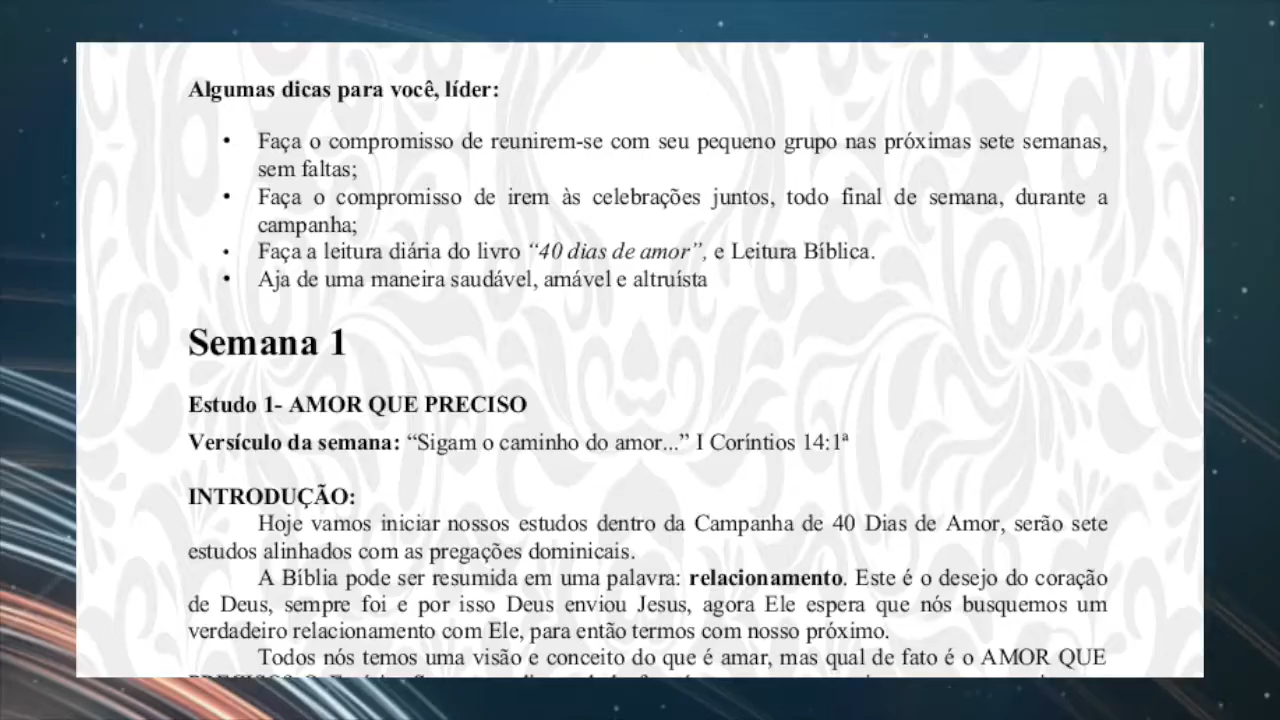 Algumas dicas para você, líder:
• Faça o compromisso de reunirem-se com seu pequeno grupo nas próximas sete semanas,
sem faltas;
• Faça o compromisso de irem às celebrações juntos, todo final de semana, durante a
campanha;
• Faça a leitura diária do livro “40 dias de amor”, e Leitura Bíblica.
• Aja de uma maneira saudável, amável e altruísta
Semana 1
Estudo 1- AMOR QUE PRECISO
Versículo da semana: “Sigam o caminho do amor...” I Coríntios 14:1ª
INTRODUÇÃO:
Hoje vamos iniciar nossos estudos dentro da Campanha de 40 Dias de Amor, serão sete
estudos alinhados com as pregações dominicais.
A Bíblia pode ser resumida em uma palavra: relacionamento. Este é o desejo do coração
de Deus, sempre foi e por isso Deus enviou Jesus, agora Ele espera que nós busquemos um
verdadeiro relacionamento com Ele, para então termos com nosso próximo.
Todos nós temos uma visão e conceito do que é amar, mas qual de fato é o AMOR QUE